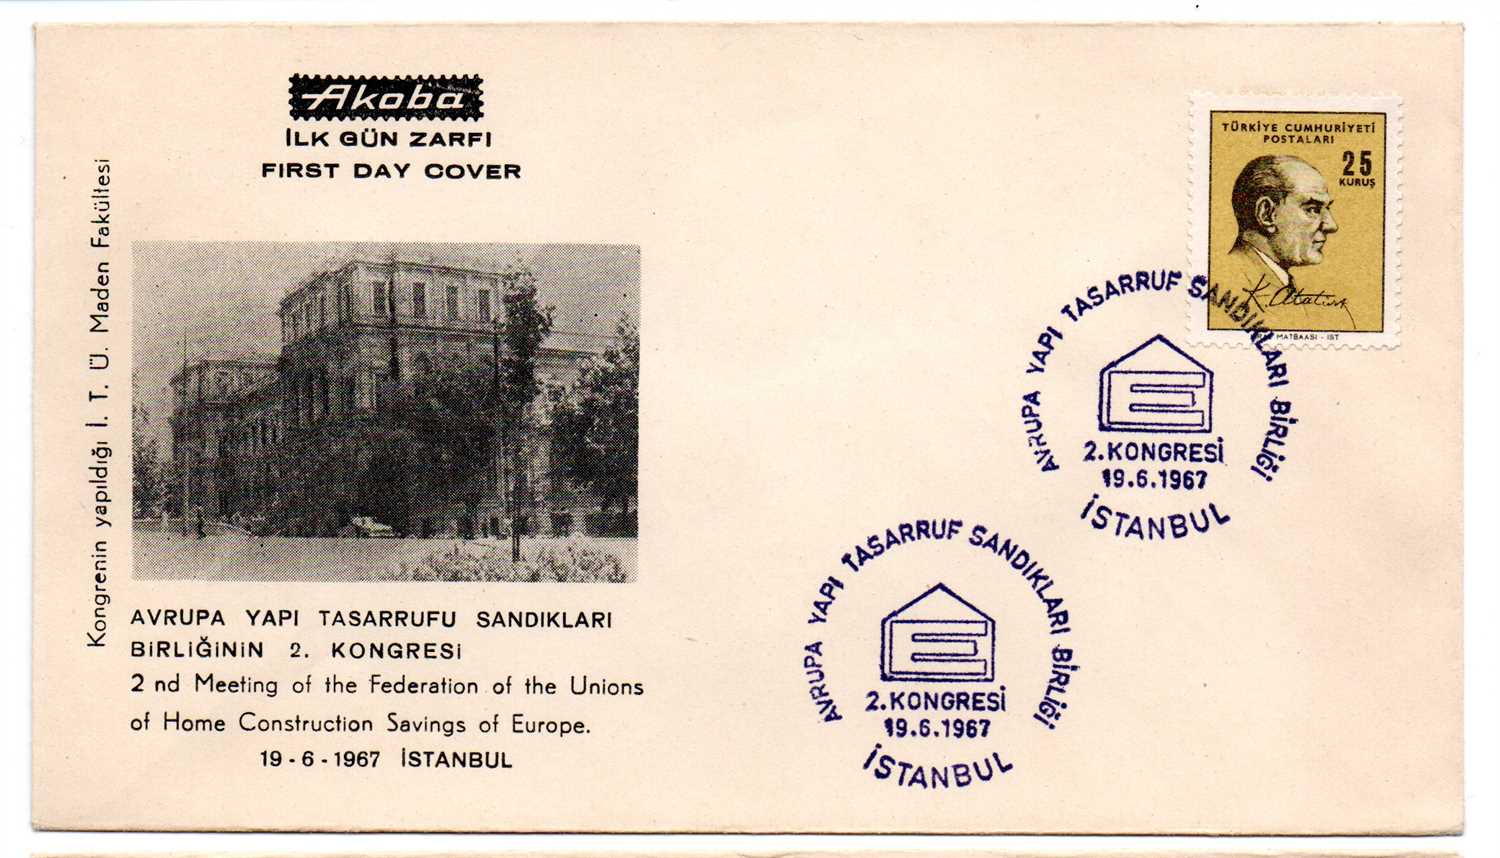 Akoba
İLK GÜN ZARFI
FIRST DAY COVER
Kongrenin yapıldığı İ. T. Ü. Maden Fakültesi
AVRUPA YAPI TASARRUFU SANDIKLARI
BİRLİĞİNİN 2. KONGRESİ
2 nd Meeting of the Federation of the Unions
of Home Construction Savings of Europe.
19 - 6 - 1967 İSTANBUL
TÜRKİYE CUMHURİYETİ
POSTALARI
25
KURUŞ
K. Atatürk
MATBAASI - IST
AVRUPA YAPI TASARRUF SANDIKLARI BİRLİĞİ
2. KONGRESİ
19.6.1967
İSTANBUL
AVRUPA YAPI TASARRUF SANDIKLARI BİRLİĞİ
2. KONGRESİ
19.6.1967
İSTANBUL